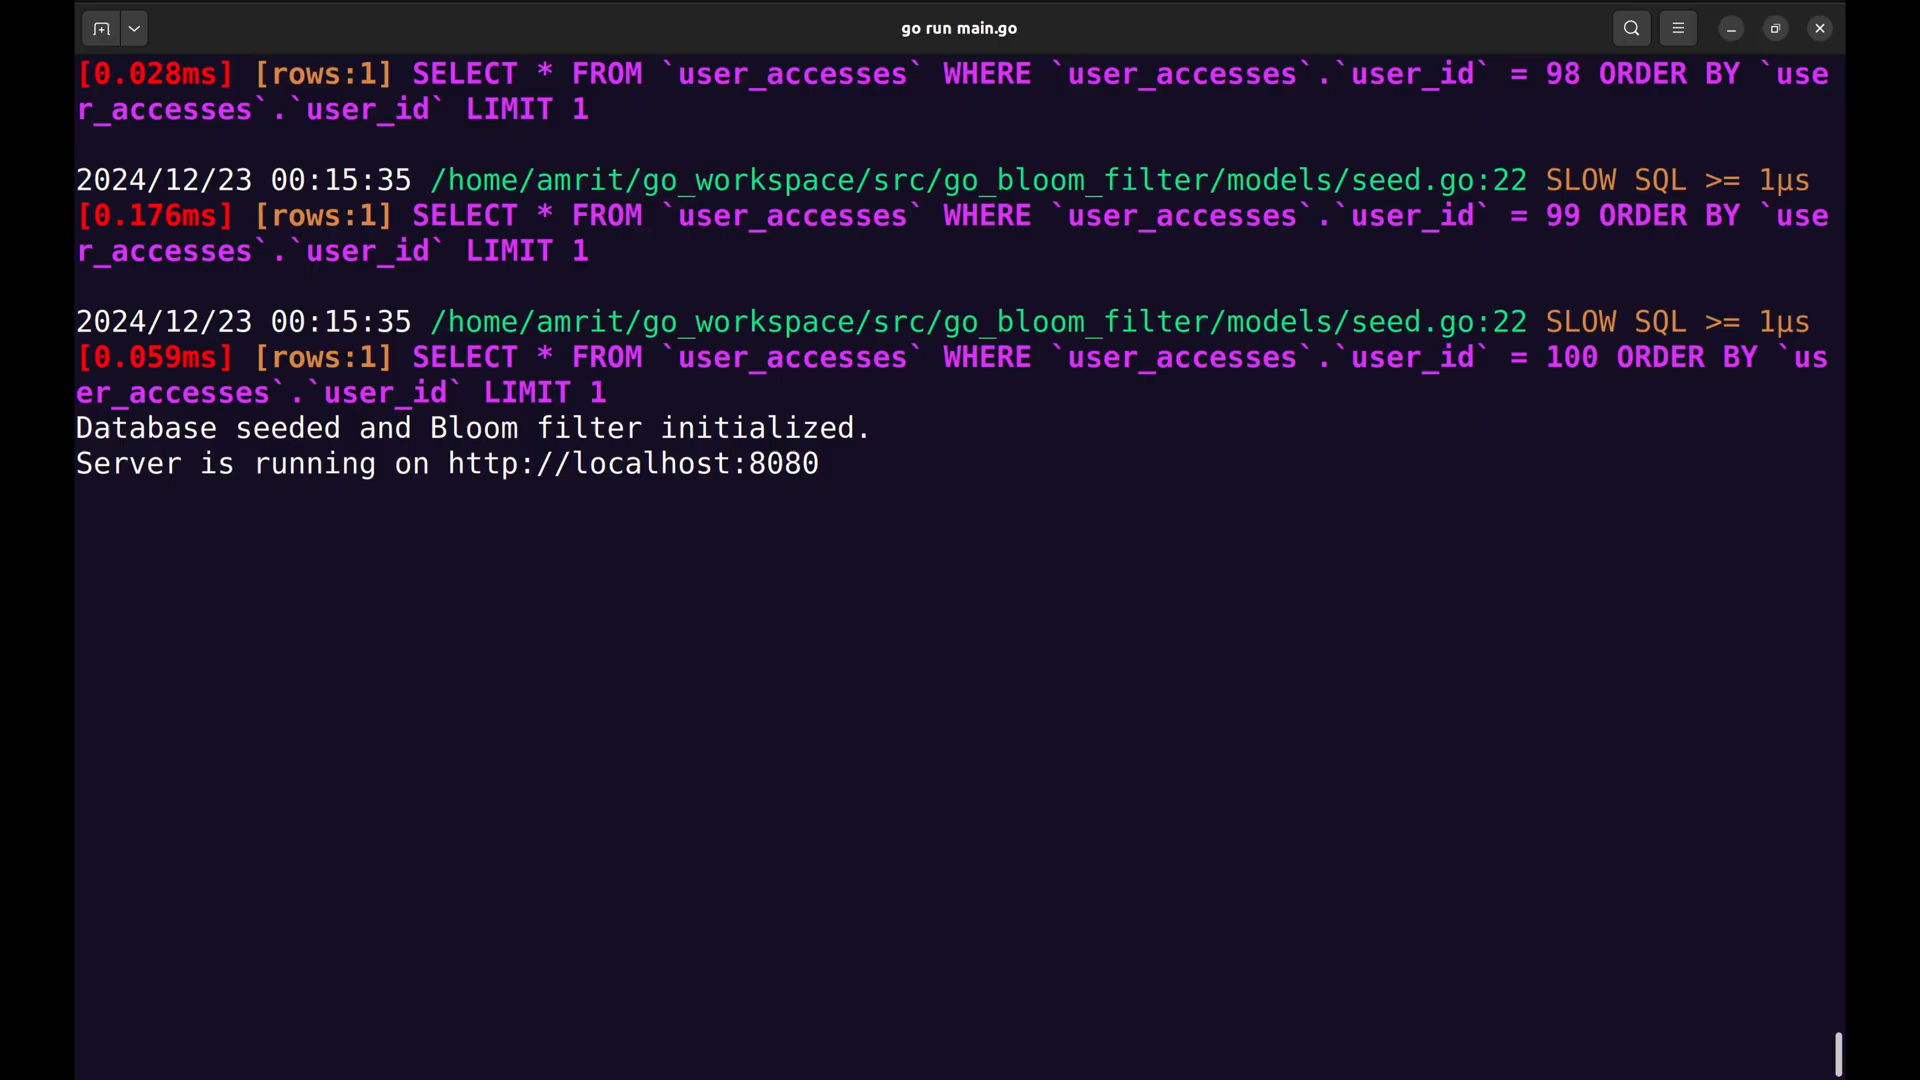 go run main.go
[0.028ms] [rows:1] SELECT * FROM `user_accesses` WHERE `user_accesses`.`user_id` = 98 ORDER BY `use
r_accesses`.`user_id` LIMIT 1
2024/12/23 00:15:35 /home/amrit/go_workspace/src/go_bloom_filter/models/seed.go:22 SLOW SQL >= 1µs
[0.176ms] [rows:1] SELECT * FROM `user_accesses` WHERE `user_accesses`.`user_id` = 99 ORDER BY `use
r_accesses`.`user_id` LIMIT 1
2024/12/23 00:15:35 /home/amrit/go_workspace/src/go_bloom_filter/models/seed.go:22 SLOW SQL >= 1µs
[0.059ms] [rows:1] SELECT * FROM `user_accesses` WHERE `user_accesses`.`user_id` = 100 ORDER BY `us
er_accesses`.`user_id` LIMIT 1
Database seeded and Bloom filter initialized.
Server is running on http://localhost:8080